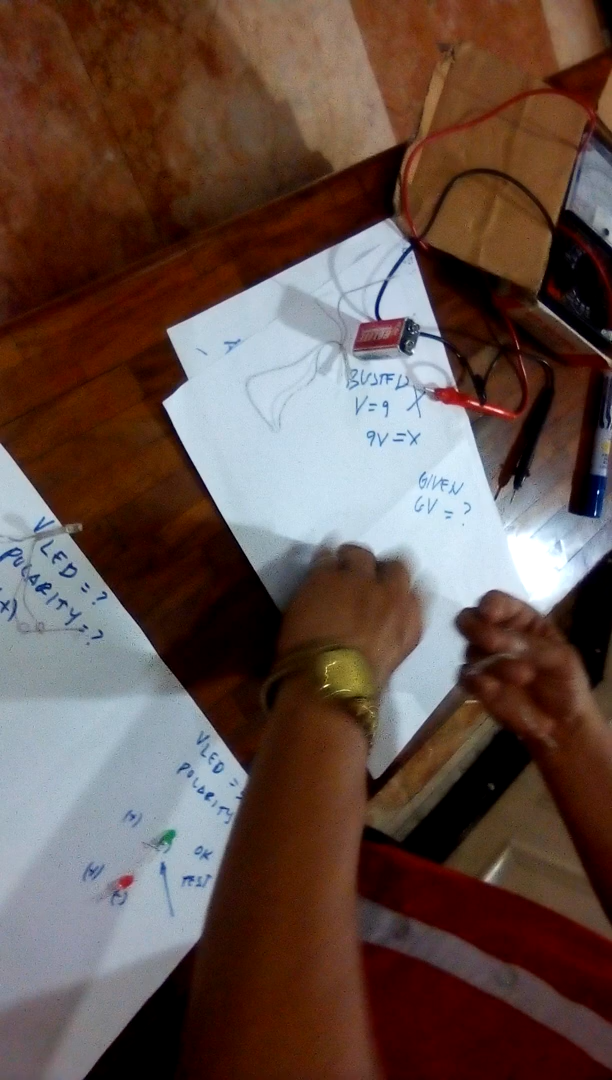 BUSTED
V=9 X
9V=X
GIVEN
6V=?
V
LED=?
POLARITY=?
(+)
VLED=
POLARITY
(+)
(-)
OK
TEST
(+)
(-)